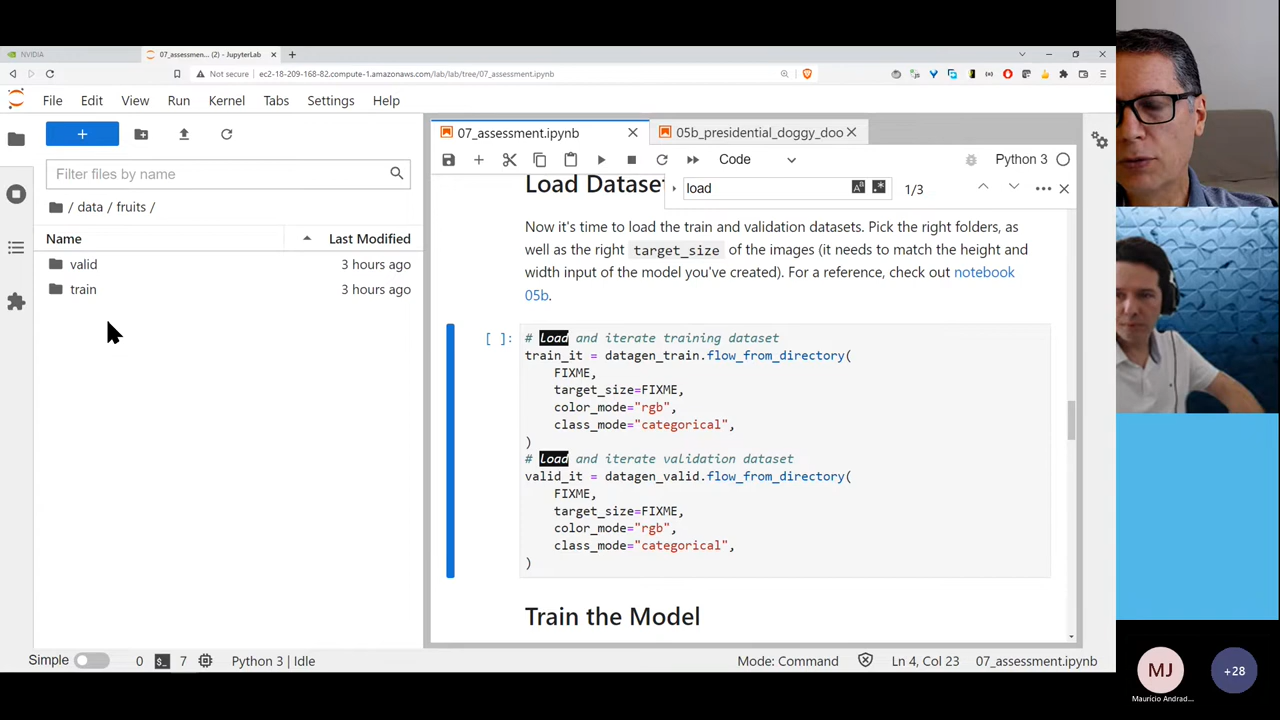 NVIDIA
07_assessmen... (2) - JupyterLab
Not secure ec2-18-209-168-82.compute-1.amazonaws.com/lab/lab/tree/07_assessment.ipynb
File Edit View Run Kernel Tabs Settings Help
Filter files by name
/ data / fruits /
Name Last Modified
valid 3 hours ago
train 3 hours ago
07_assessment.ipynb
05b_presidential_doggy_doo
Code
Python 3
load
1/3
Load Dataset
Now it's time to load the train and validation datasets. Pick the right folders, as
well as the right target_size of the images (it needs to match the height and
width input of the model you've created). For a reference, check out notebook
05b.
[ ]:
# load and iterate training dataset
train_it = datagen_train.flow_from_directory(
    FIXME,
    target_size=FIXME,
    color_mode="rgb",
    class_mode="categorical",
)
# load and iterate validation dataset
valid_it = datagen_valid.flow_from_directory(
    FIXME,
    target_size=FIXME,
    color_mode="rgb",
    class_mode="categorical",
)
Train the Model
Simple 0 7 Python 3 | Idle Mode: Command Ln 4, Col 23 07_assessment.ipynb
MJ
+28
Maurício Andrad...